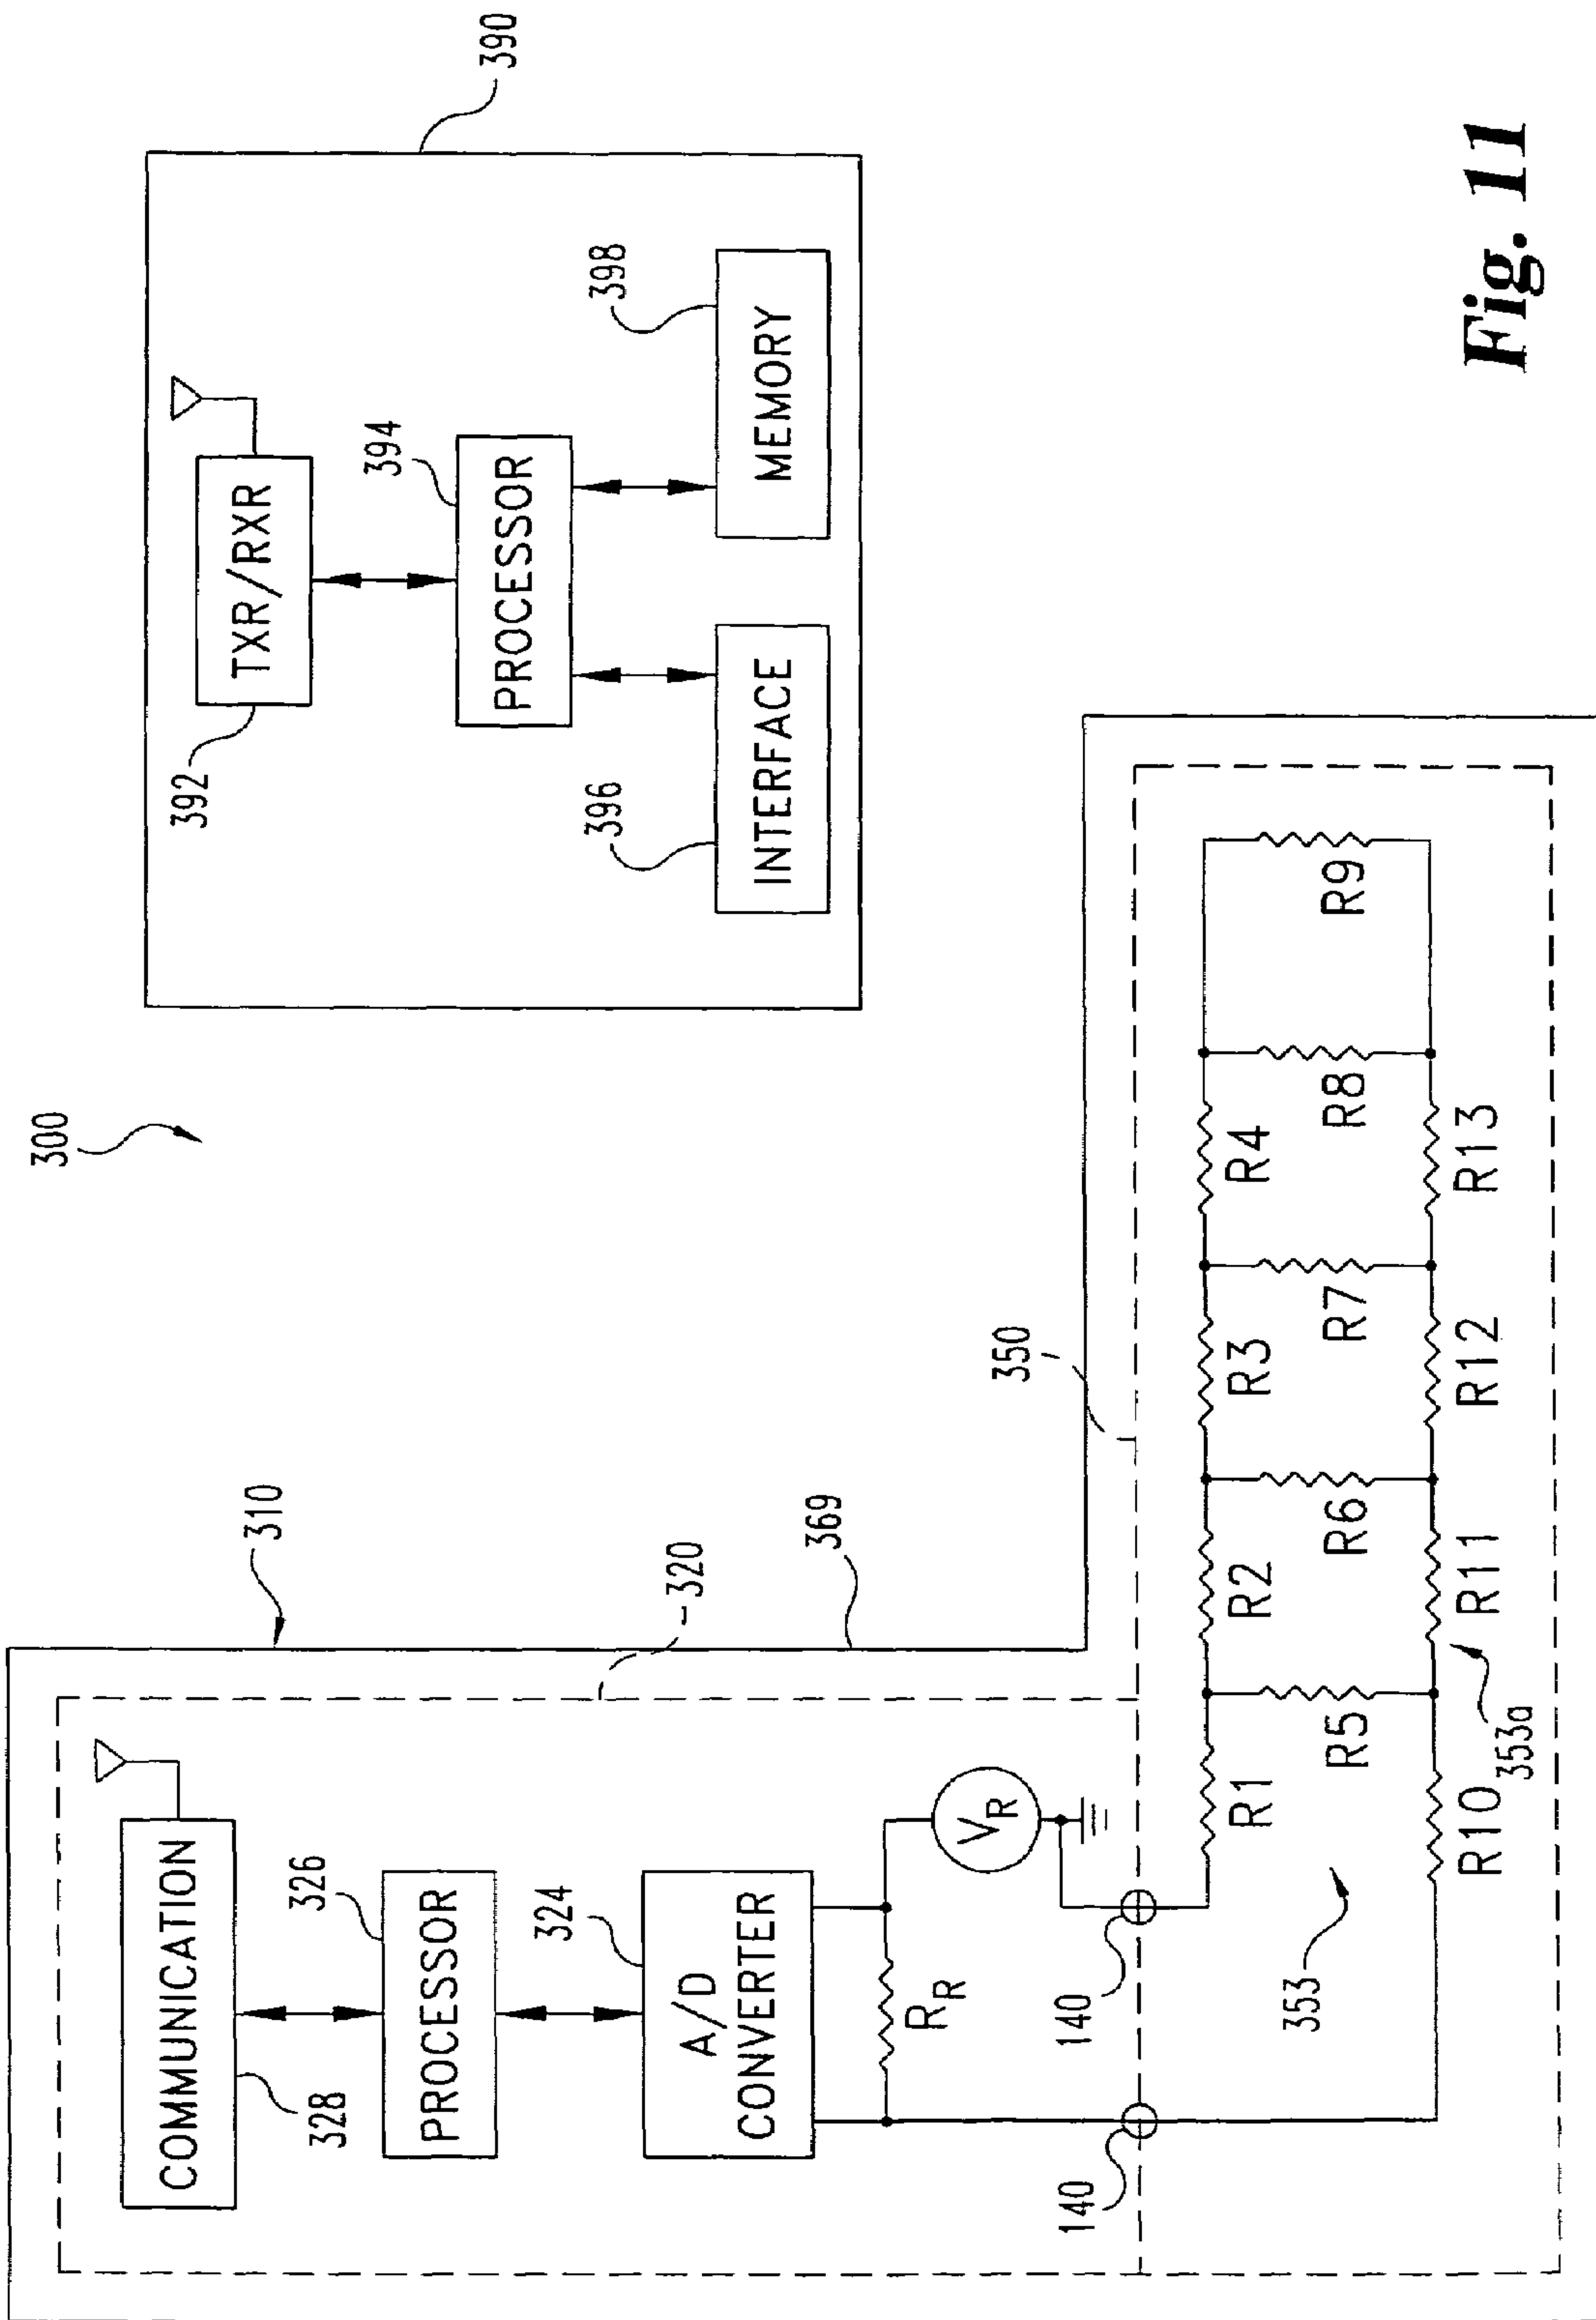 300
310
COMMUNICATION
328
326
PROCESSOR
320
324
A/D
CONVERTER
369
R_R
V_R
140
140
350
R1
R2
R3
R4
R5
R6
R7
R8
R9
353
R10
353a
R11
R12
R13
390
392
TXR/RXR
394
PROCESSOR
396
398
INTERFACE
MEMORY
Fig. 11